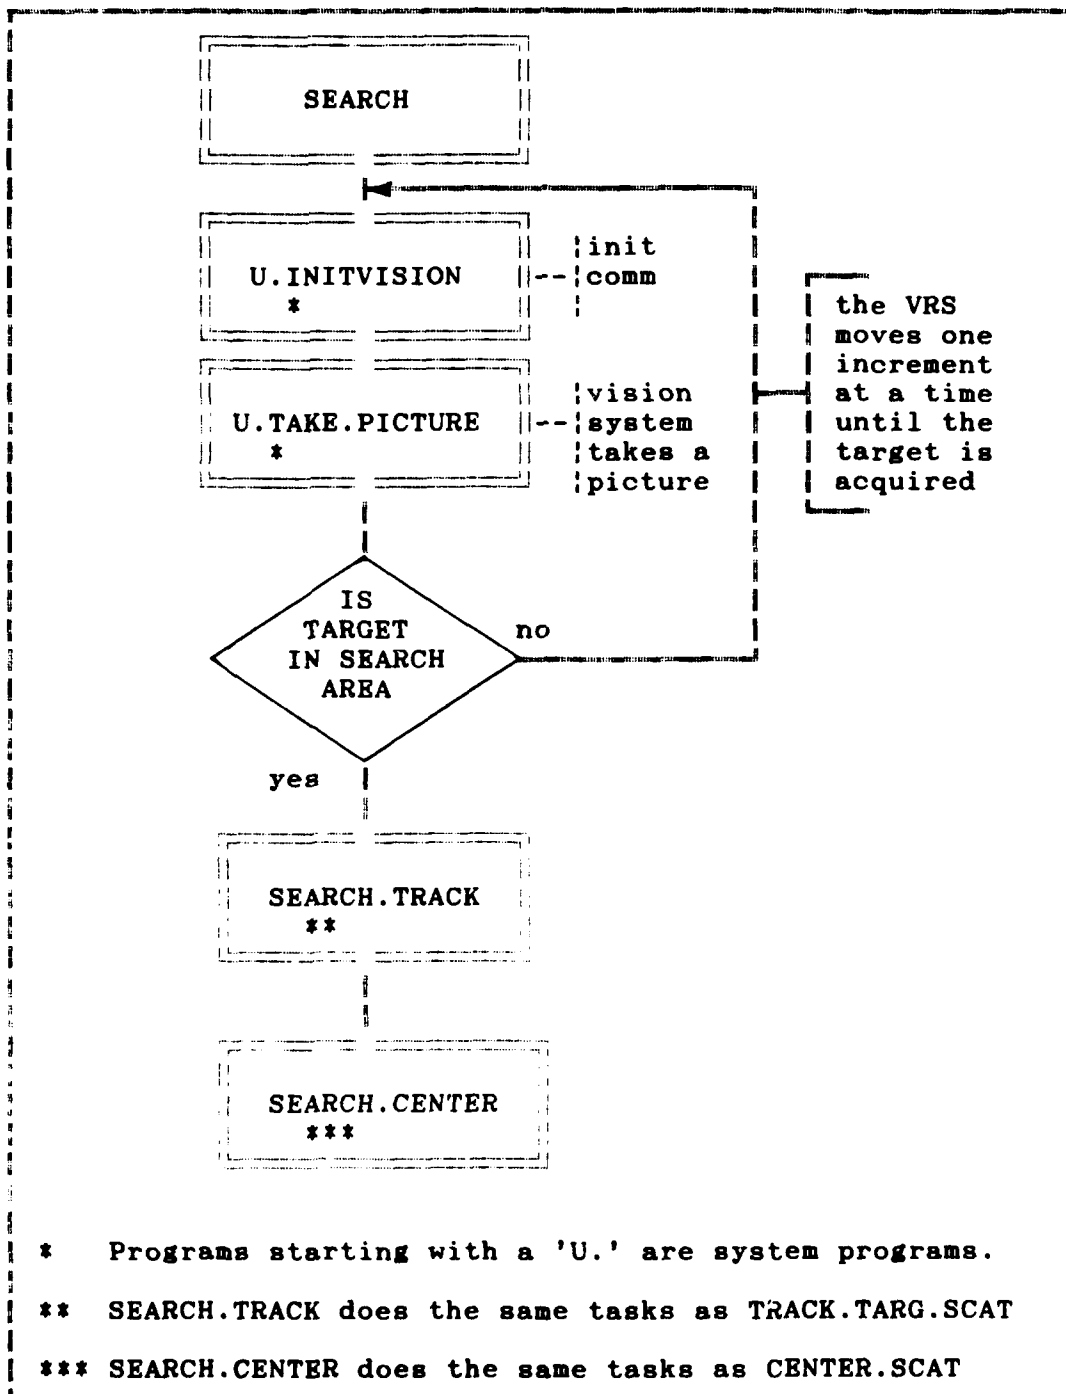 SEARCH
U.INITVISION
*
init
comm
U.TAKE.PICTURE
*
vision
system
takes a
picture
the VRS
moves one
increment
at a time
until the
target is
acquired
IS
TARGET
IN SEARCH
AREA
no
yes
SEARCH.TRACK
**
SEARCH.CENTER
***
* Programs starting with a 'U.' are system programs.
** SEARCH.TRACK does the same tasks as TRACK.TARG.SCAT
*** SEARCH.CENTER does the same tasks as CENTER.SCAT